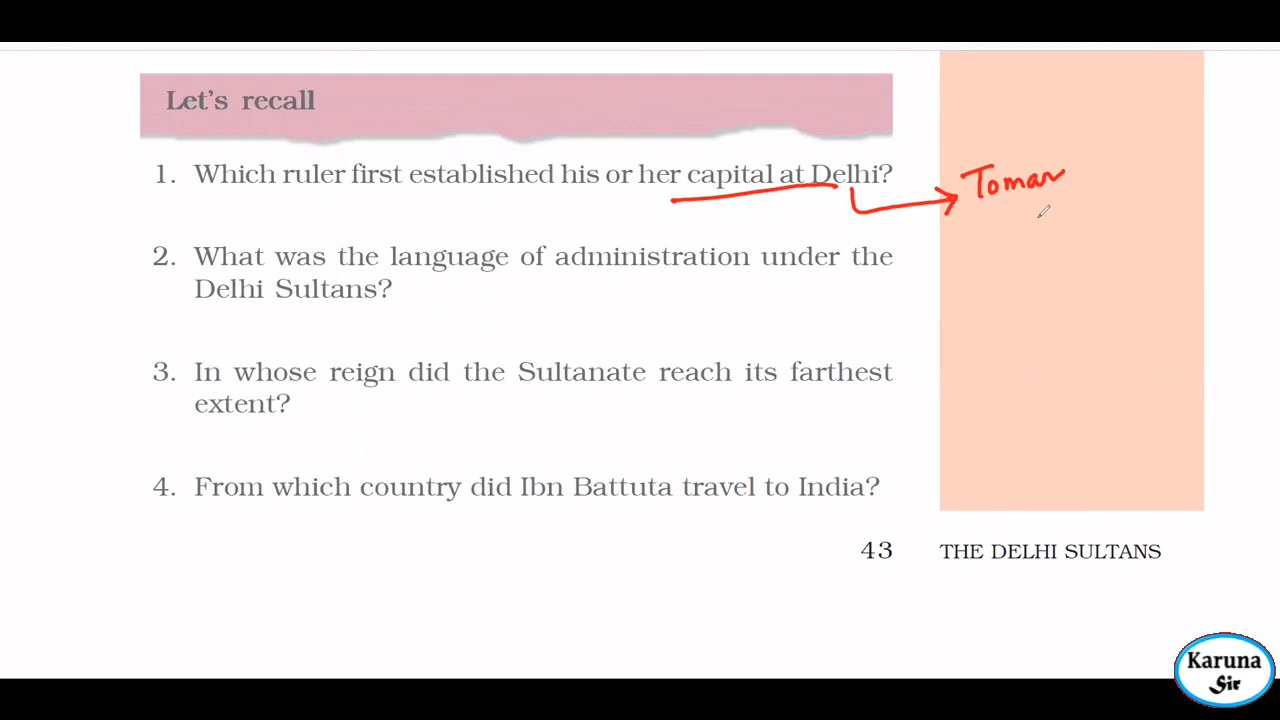 Let's recall
1. Which ruler first established his or her capital at Delhi?
Tomar
2. What was the language of administration under the
Delhi Sultans?
3. In whose reign did the Sultanate reach its farthest
extent?
4. From which country did Ibn Battuta travel to India?
43 THE DELHI SULTANS
Karuna
Sir